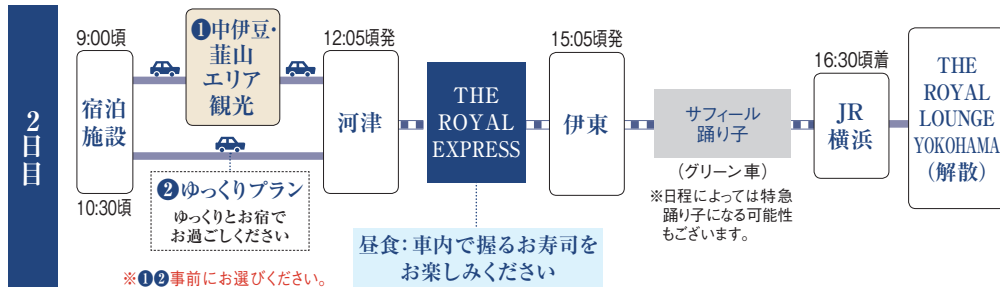 2日目
9:00頃
宿泊
施設
10:30頃
❶中伊豆・
韮山
エリア
観光
❷ゆっくりプラン
ゆっくりとお宿で
お過ごしください
※❶❷事前にお選びください。
12:05頃発
河津
THE
ROYAL
EXPRESS
昼食：車内で握るお寿司を
お楽しみください
15:05頃発
伊東
サフィール
踊り子
（グリーン車）
※日程によっては特急
踊り子になる可能性
もございます。
16:30頃着
JR
横浜
THE
ROYAL
LOUNGE
YOKOHAMA
（解散）